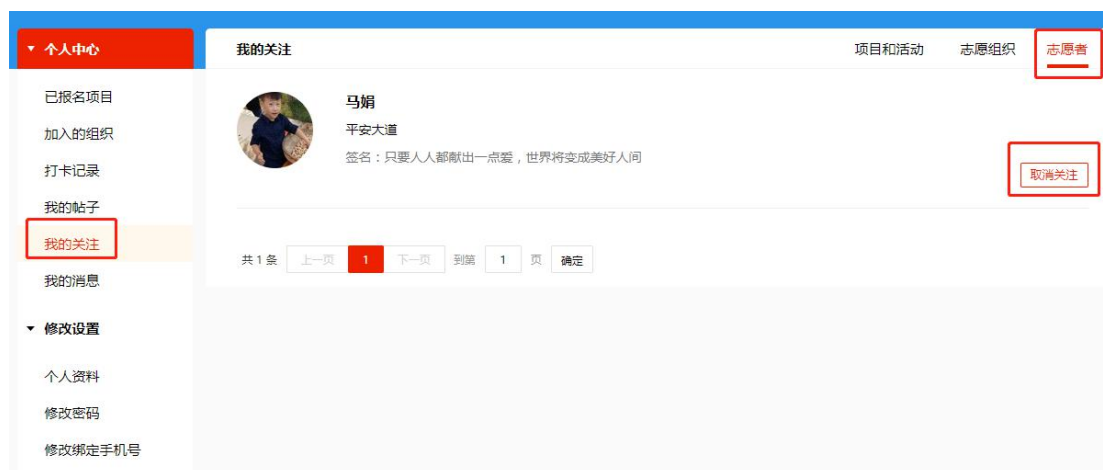 个人中心
已报名项目
加入的组织
打卡记录
我的帖子
我的关注
我的消息
修改设置
个人资料
修改密码
修改绑定手机号
我的关注 项目和活动 志愿组织 志愿者
马娟
平安大道
签名：只要人人都献出一点爱，世界将变成美好人间
取消关注
共 1 条 上一页 1 下一页 到第 1 页 确定